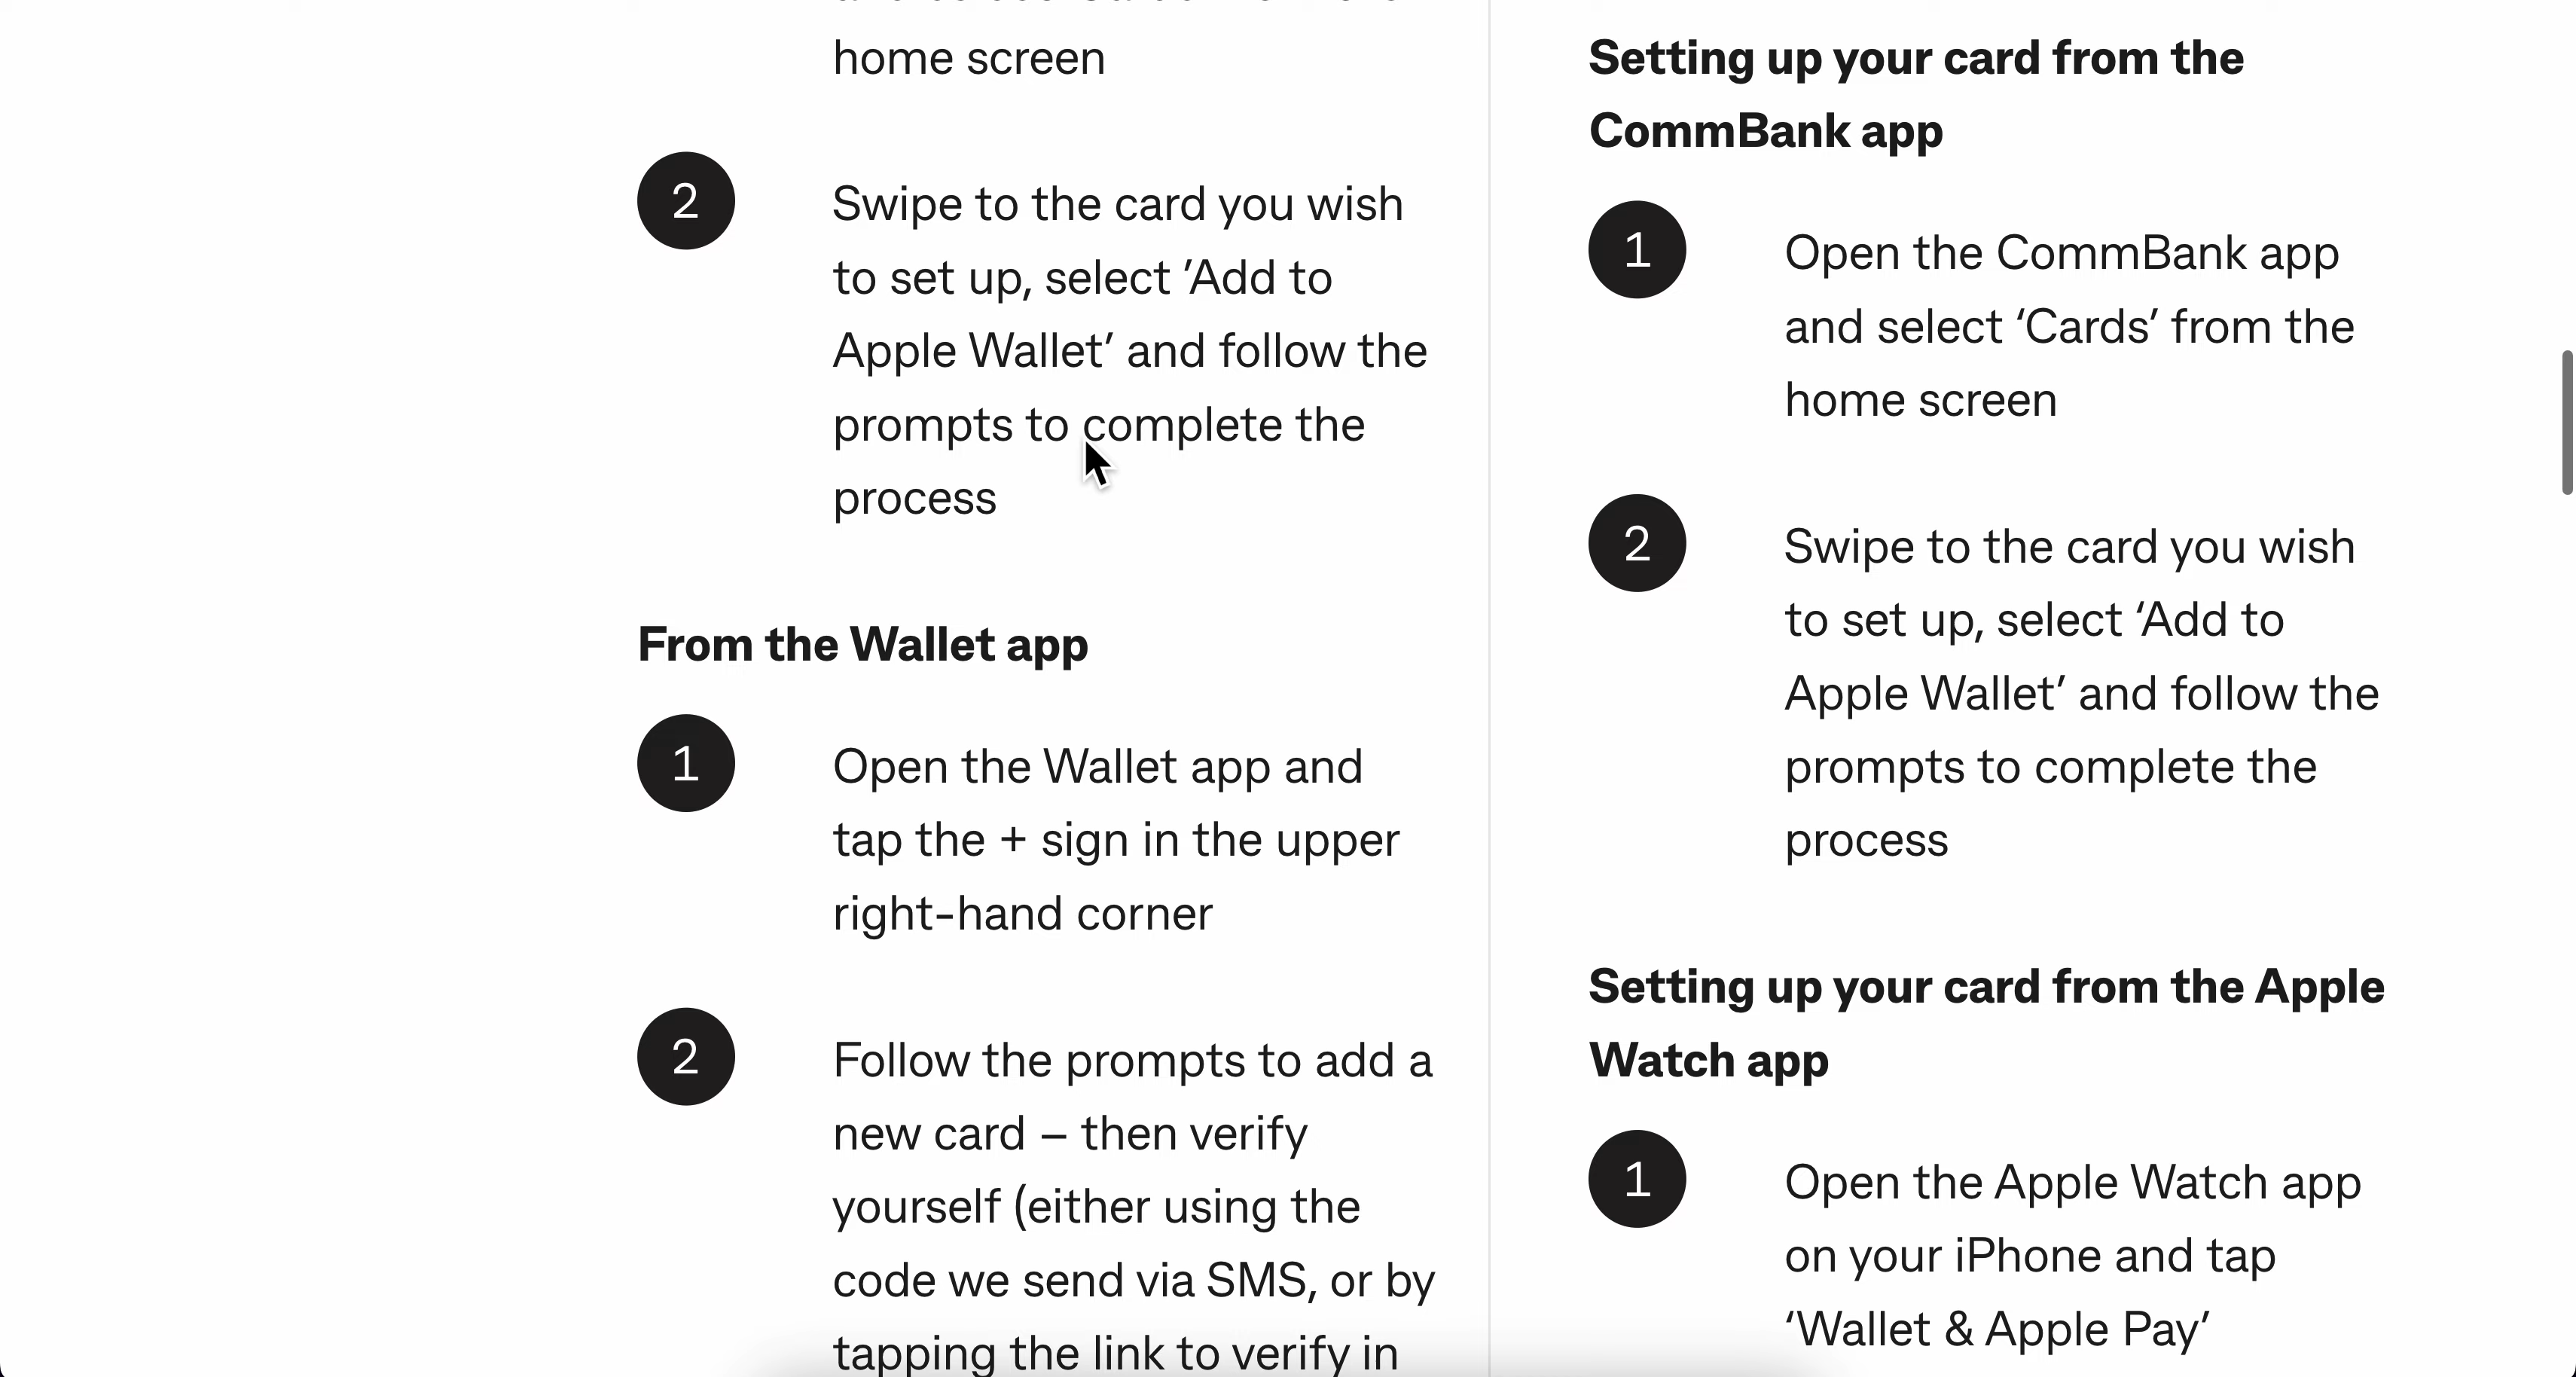 home screen
2
Swipe to the card you wish
to set up, select ’Add to
Apple Wallet’ and follow the
prompts to complete the
process
From the Wallet app
1
Open the Wallet app and
tap the + sign in the upper
right-hand corner
2
Follow the prompts to add a
new card – then verify
yourself (either using the
code we send via SMS, or by
tapping the link to verify in
Setting up your card from the
CommBank app
1
Open the CommBank app
and select ‘Cards’ from the
home screen
2
Swipe to the card you wish
to set up, select ‘Add to
Apple Wallet’ and follow the
prompts to complete the
process
Setting up your card from the Apple
Watch app
1
Open the Apple Watch app
on your iPhone and tap
‘Wallet & Apple Pay’